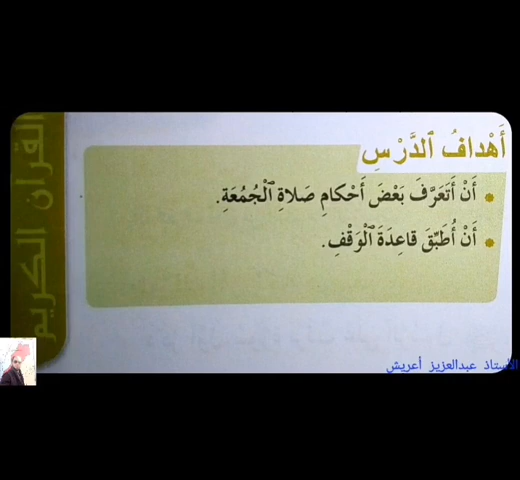 القرآن الكريم
أَهْدافُ ٱلدَّرْسِ
• أَنْ أَتَعَرَّفَ بَعْضَ أَحْكامِ صَلاةِ ٱلْجُمُعَةِ.
• أَنْ أُطَبِّقَ قاعِدَةَ ٱلْوَقْفِ.
الأستاذ عبدالعزيز أعريش